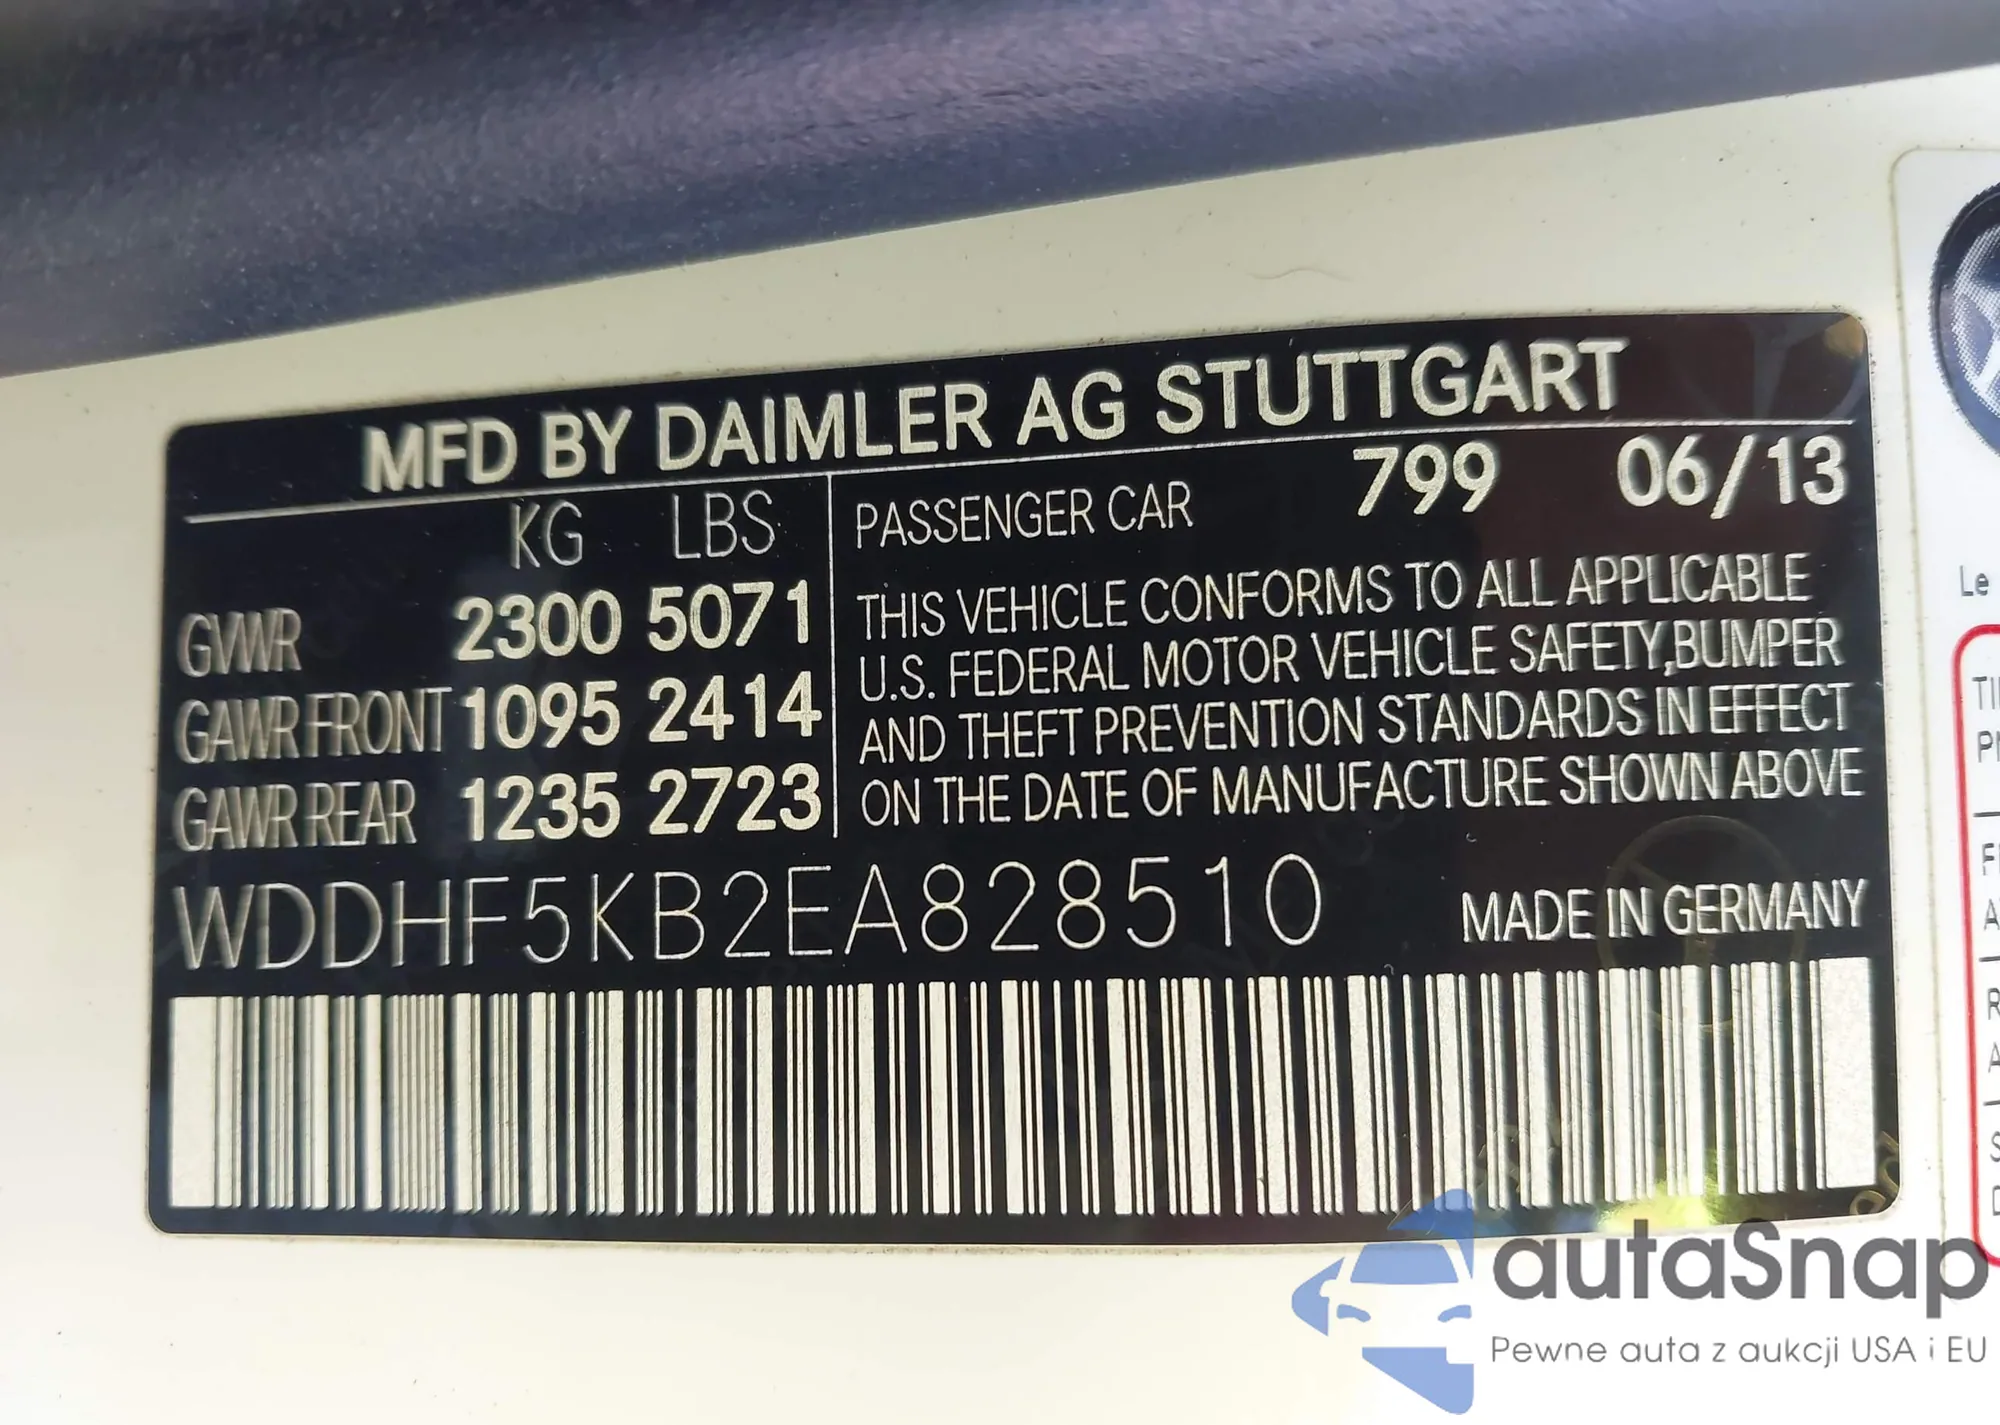 MFD BY DAIMLER AG STUTTGART
KG LBS
GVWR 2300 5071
GAWR FRONT 1095 2414
GAWR REAR 1235 2723
PASSENGER CAR 799 06/13
THIS VEHICLE CONFORMS TO ALL APPLICABLE
U.S. FEDERAL MOTOR VEHICLE SAFETY,BUMPER
AND THEFT PREVENTION STANDARDS IN EFFECT
ON THE DATE OF MANUFACTURE SHOWN ABOVE
WDDHF5KB2EA828510 MADE IN GERMANY
Le
autaSnap
Pewne auta z aukcji USA i EU